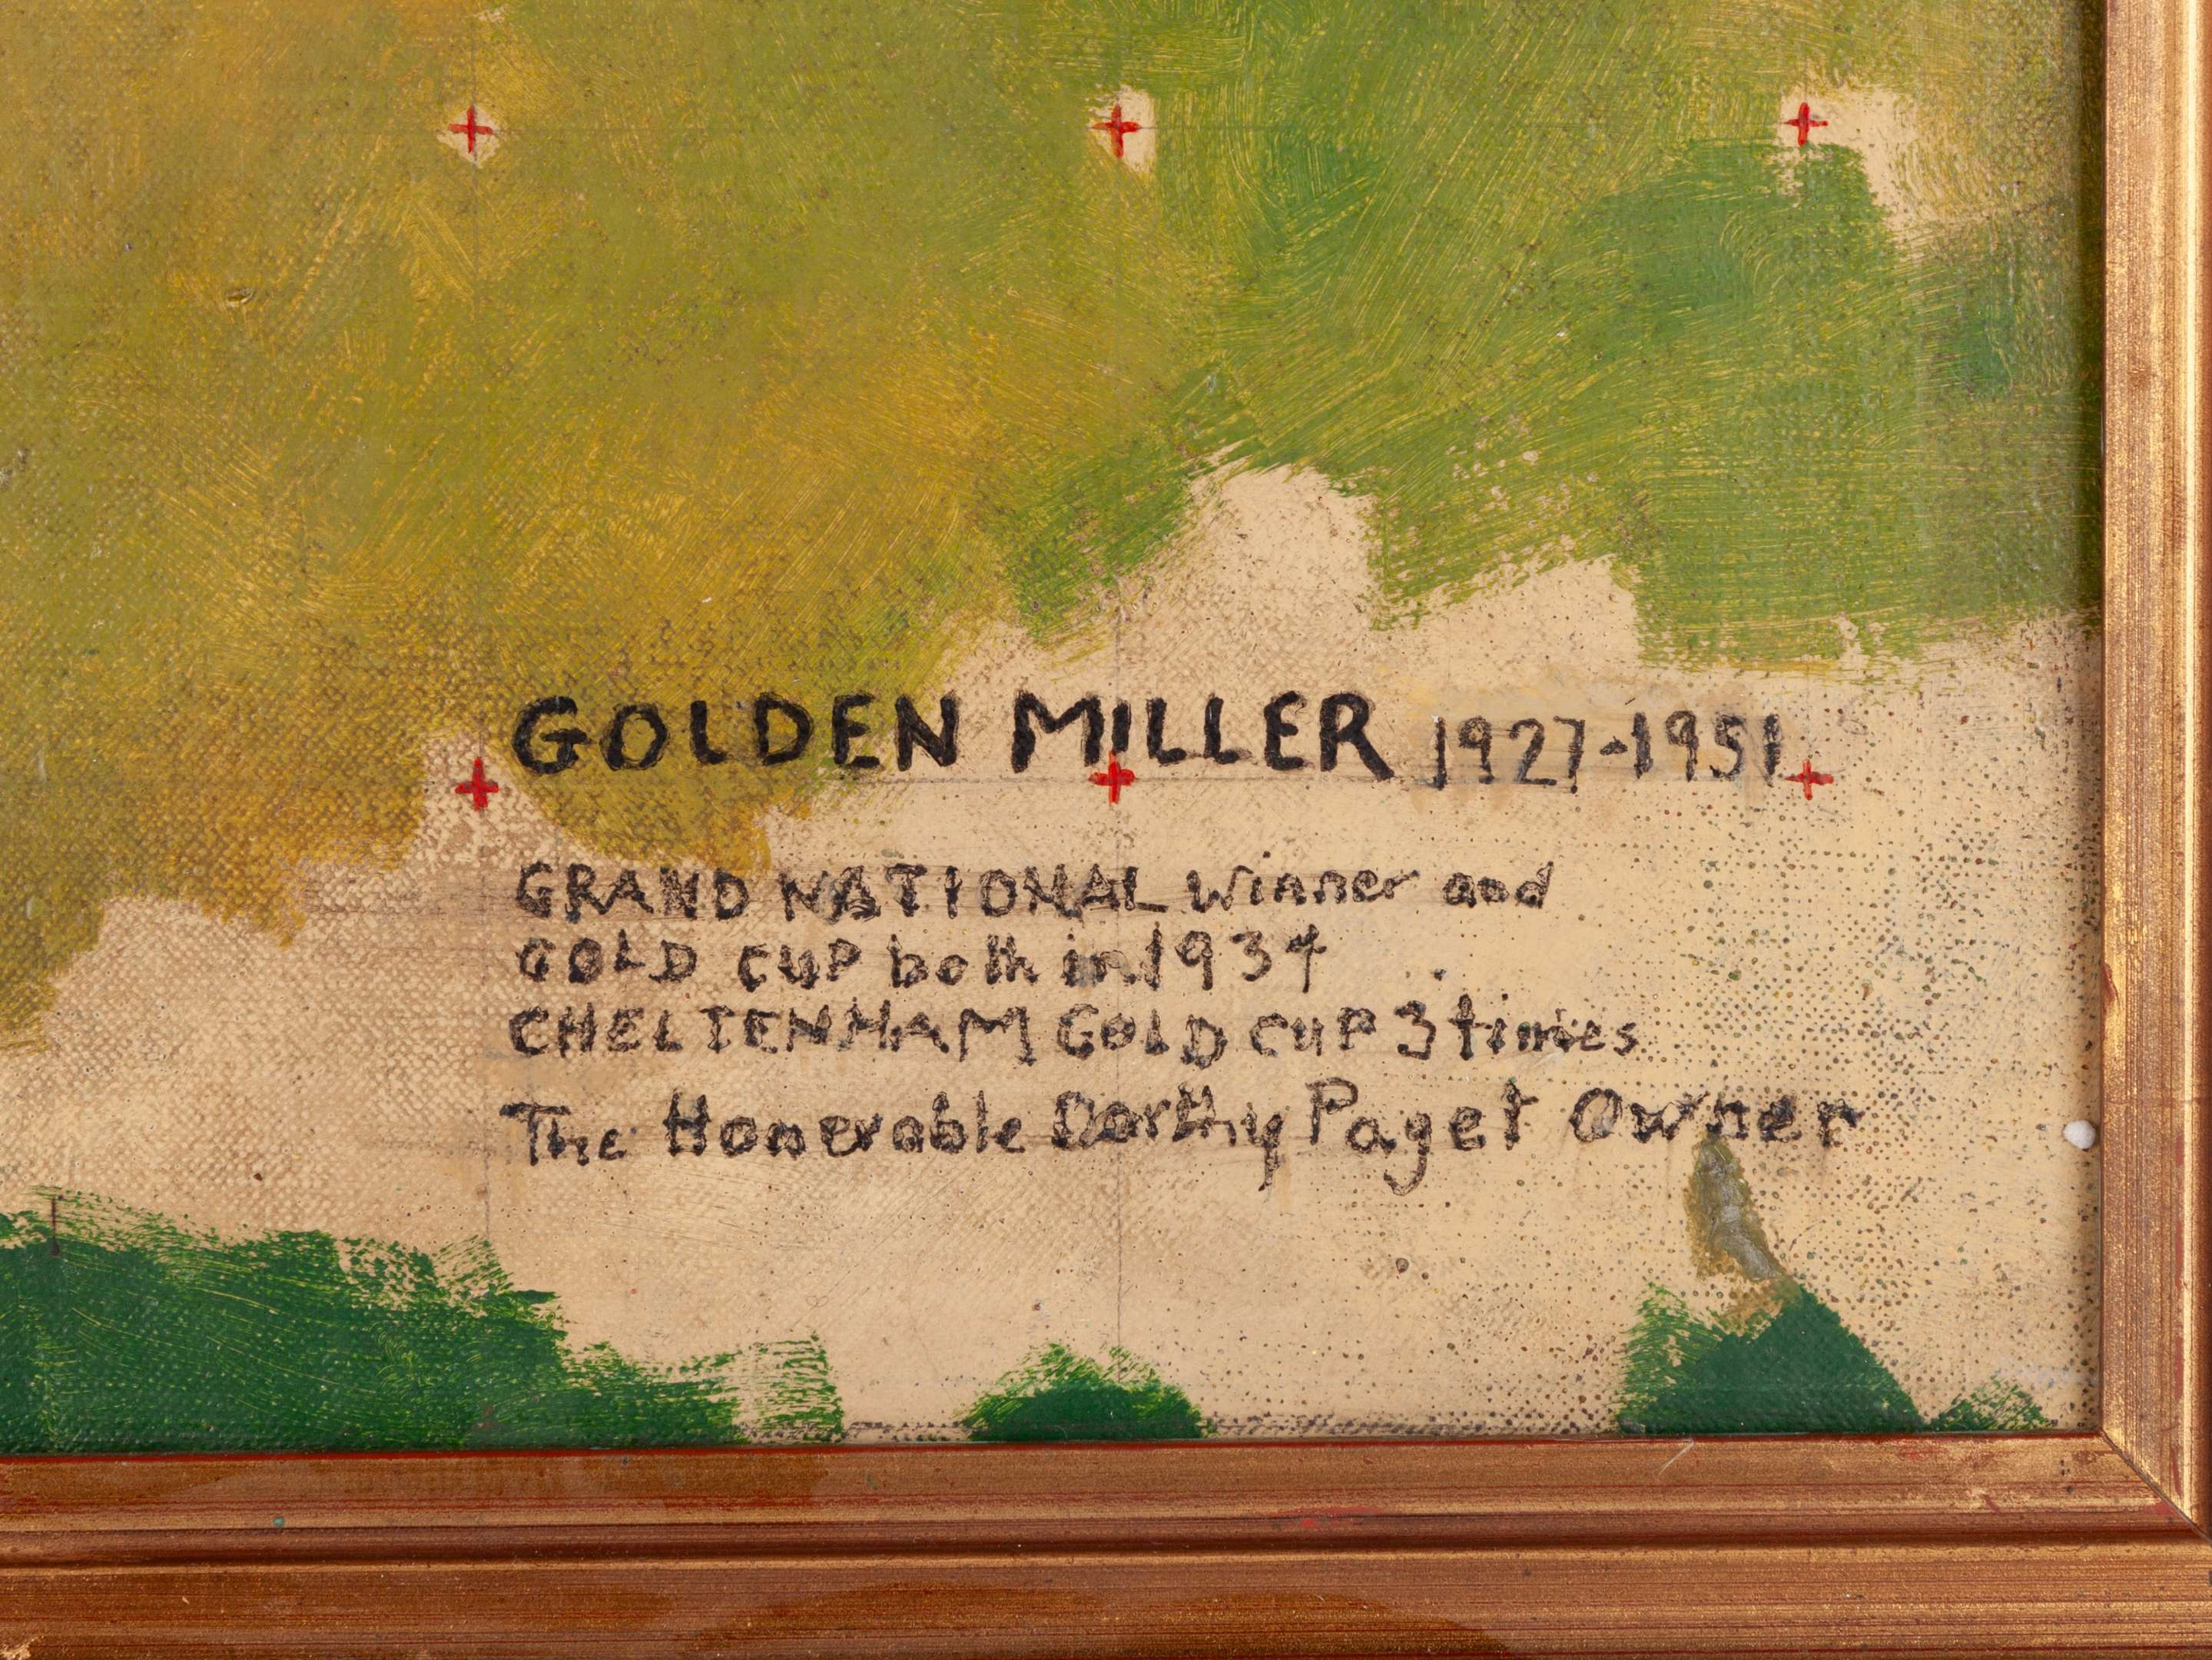 GOLDEN MILLER 1927-1951
GRAND NATIONAL Winner and
GOLD CUP both in 1934
CHELTENHAM GOLD CUP 3 times
The Honerable Dorthy Paget Owner